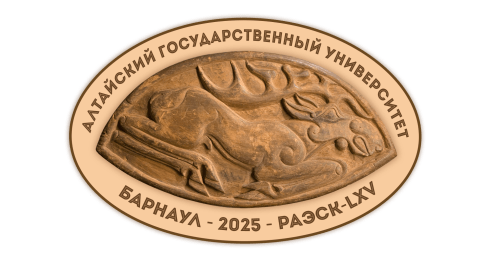 АЛТАЙСКИЙ ГОСУДАРСТВЕННЫЙ УНИВЕРСИТЕТ
БАРНАУЛ - 2025 - РАЭСК-LXV